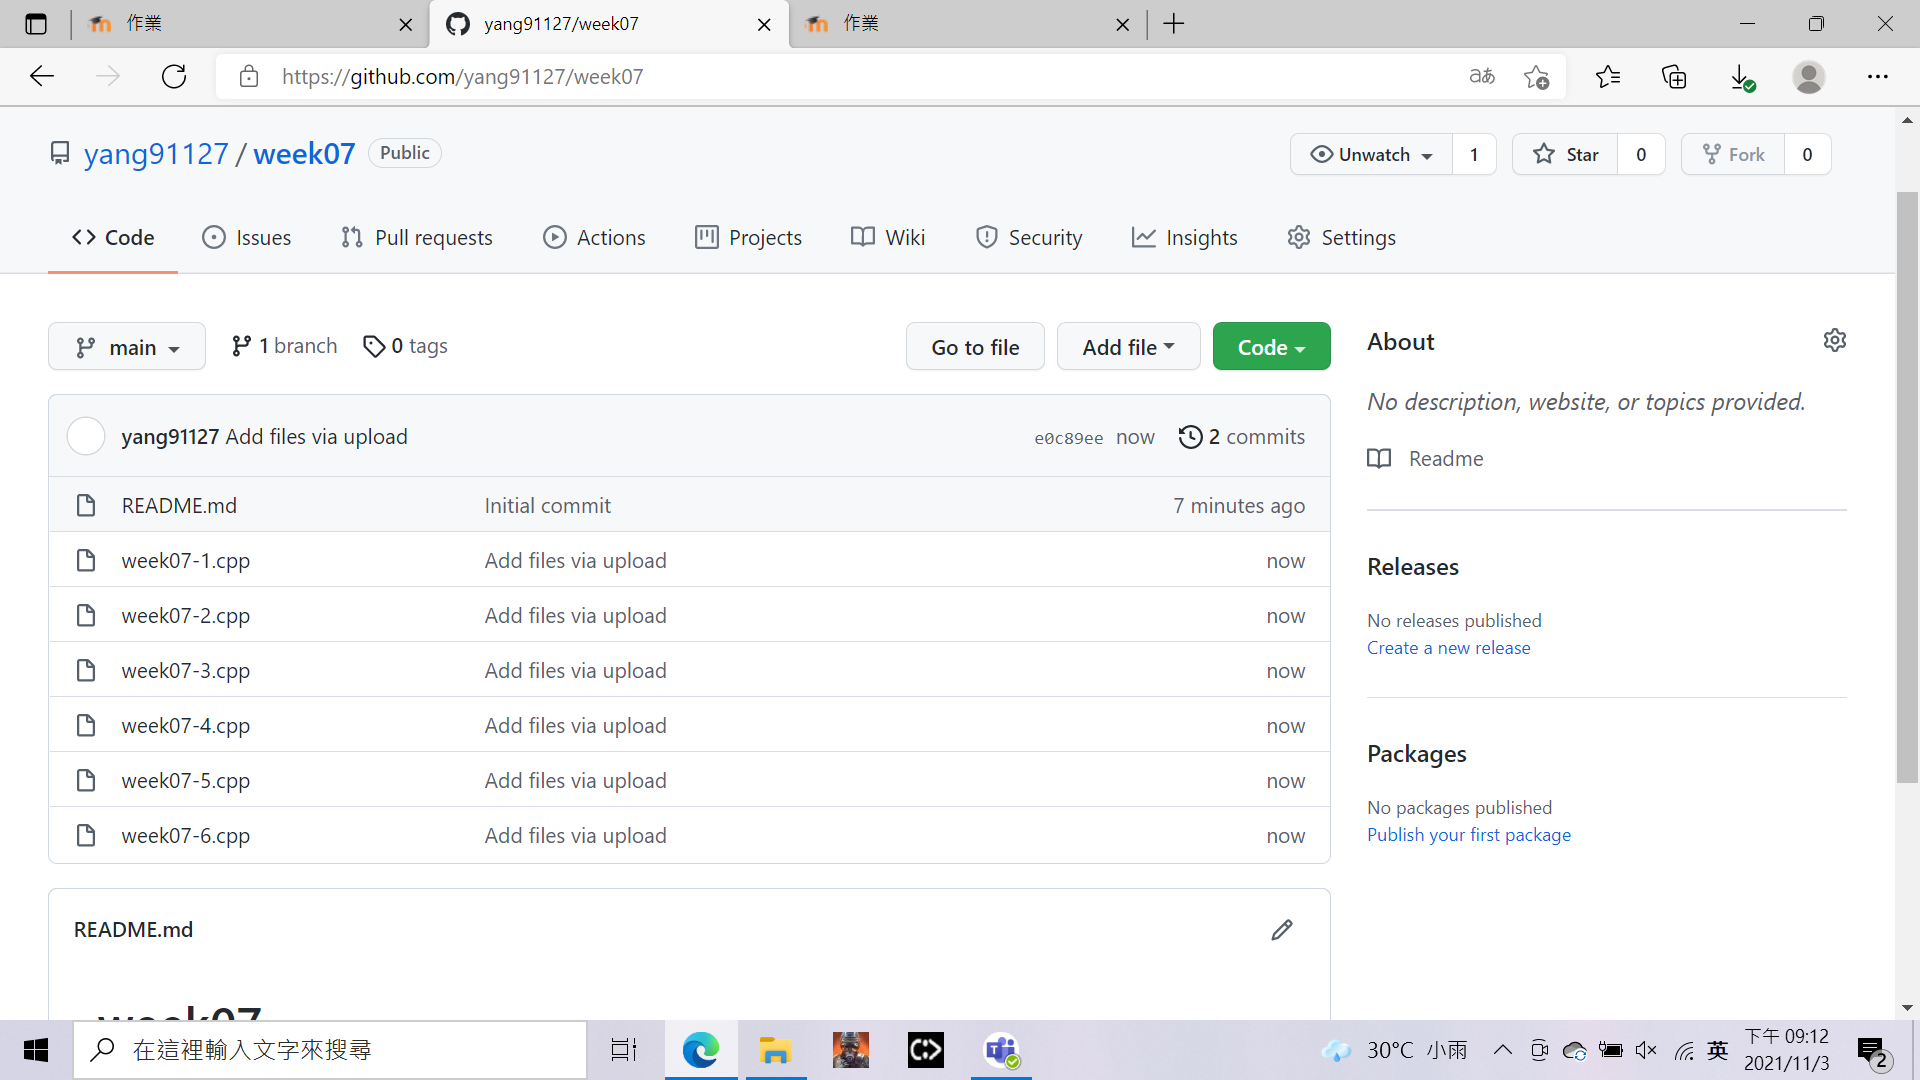 作業
yang91127/week07
作業
https://github.com/yang91127/week07
aあ
yang91127 / week07 Public
Unwatch 1
Star 0
Fork 0
Code Issues Pull requests Actions Projects Wiki Security Insights Settings
main 1 branch 0 tags
Go to file Add file Code
yang91127 Add files via upload e0c89ee now 2 commits
README.md Initial commit 7 minutes ago
week07-1.cpp Add files via upload now
week07-2.cpp Add files via upload now
week07-3.cpp Add files via upload now
week07-4.cpp Add files via upload now
week07-5.cpp Add files via upload now
week07-6.cpp Add files via upload now
README.md
week07
About
No description, website, or topics provided.
Readme
Releases
No releases published
Create a new release
Packages
No packages published
Publish your first package
在這裡輸入文字來搜尋
30°C 小雨
英
下午 09:12
2021/11/3
2